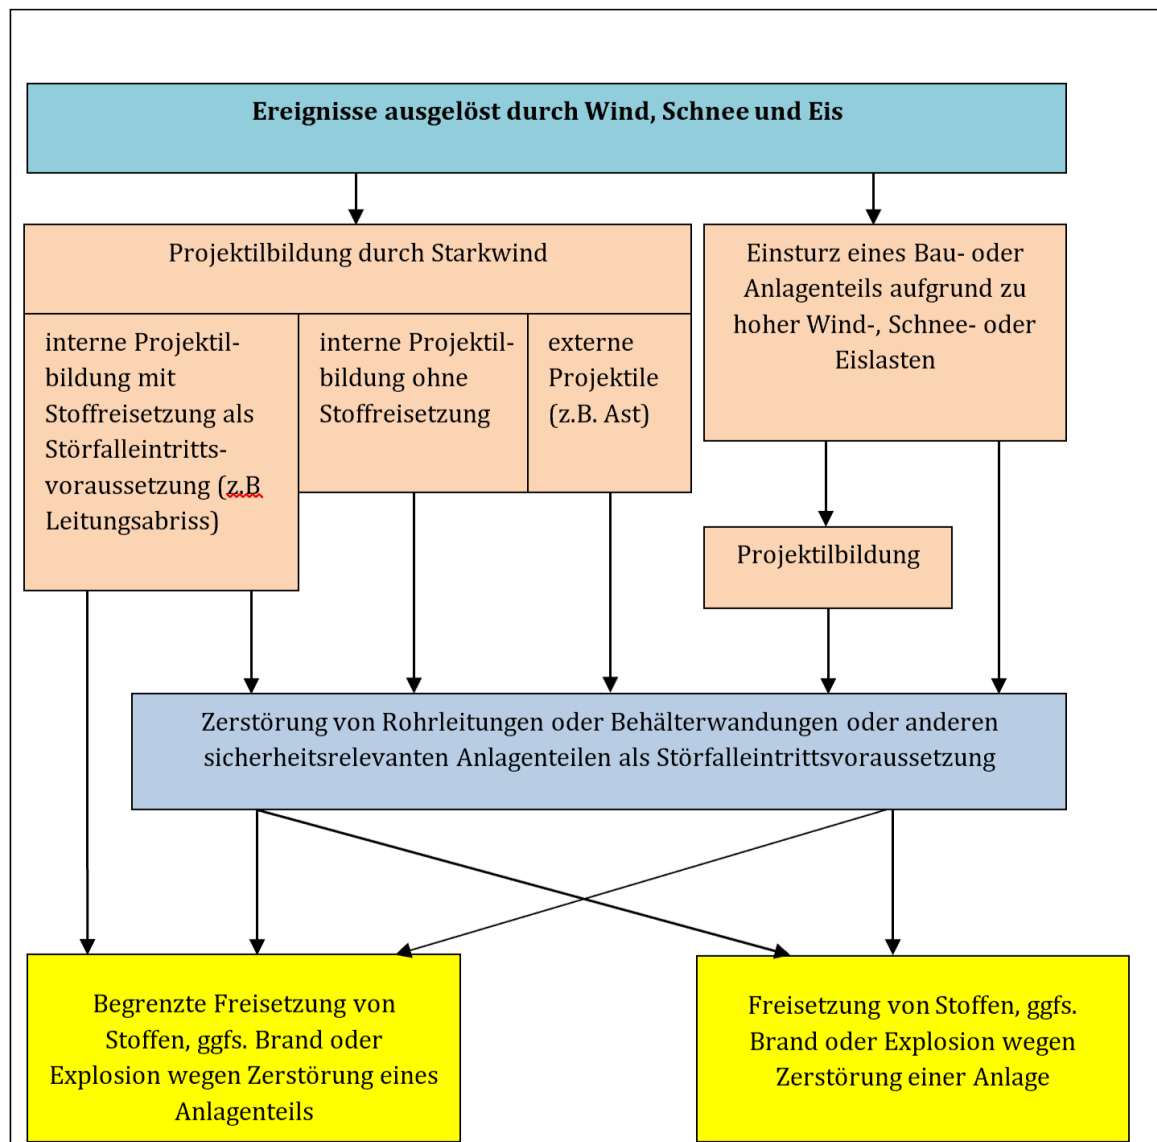 Ereignisse ausgelöst durch Wind, Schnee und Eis
Projektilbildung durch Starkwind
interne Projektil-
bildung mit
Stoffreisetzung als
Störfalleintritts-
voraussetzung (z.B
Leitungsabriss)
interne Projektil-
bildung ohne
Stoffreisetzung
externe
Projektile
(z.B. Ast)
Einsturz eines Bau- oder
Anlagenteils aufgrund zu
hoher Wind-, Schnee- oder
Eislasten
Projektilbildung
Zerstörung von Rohrleitungen oder Behälterwandungen oder anderen
sicherheitsrelevanten Anlagenteilen als Störfalleintrittsvoraussetzung
Begrenzte Freisetzung von
Stoffen, ggfs. Brand oder
Explosion wegen Zerstörung eines
Anlagenteils
Freisetzung von Stoffen, ggfs.
Brand oder Explosion wegen
Zerstörung einer Anlage